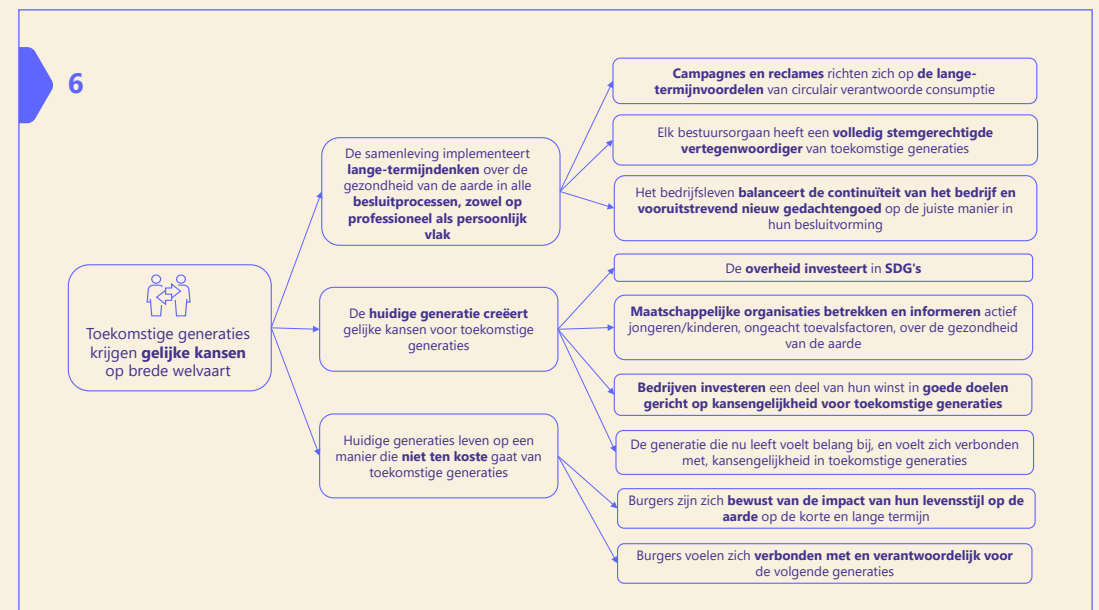 6
Campagnes en reclames richten zich op de lange-
termijnvoordelen van circulair verantwoorde consumptie
Elk bestuursorgaan heeft een volledig stemgerechtigde
vertegenwoordiger van toekomstige generaties
De samenleving implementeert
lange-termijndenken over de
gezondheid van de aarde in alle
besluitprocessen, zowel op
professioneel als persoonlijk
vlak
Het bedrijfsleven balanceert de continuïteit van het bedrijf en
vooruitstrevend nieuw gedachtengoed op de juiste manier in
hun besluitvorming
De overheid investeert in SDG's
Toekomstige generaties
krijgen gelijke kansen
op brede welvaart
De huidige generatie creëert
gelijke kansen voor toekomstige
generaties
Maatschappelijke organisaties betrekken en informeren actief
jongeren/kinderen, ongeacht toevalsfactoren, over de gezondheid
van de aarde
Bedrijven investeren een deel van hun winst in goede doelen
gericht op kansengelijkheid voor toekomstige generaties
Huidige generaties leven op een
manier die niet ten koste gaat van
toekomstige generaties
De generatie die nu leeft voelt belang bij, en voelt zich verbonden
met, kansengelijkheid in toekomstige generaties
Burgers zijn zich bewust van de impact van hun levensstijl op de
aarde op de korte en lange termijn
Burgers voelen zich verbonden met en verantwoordelijk voor
de volgende generaties